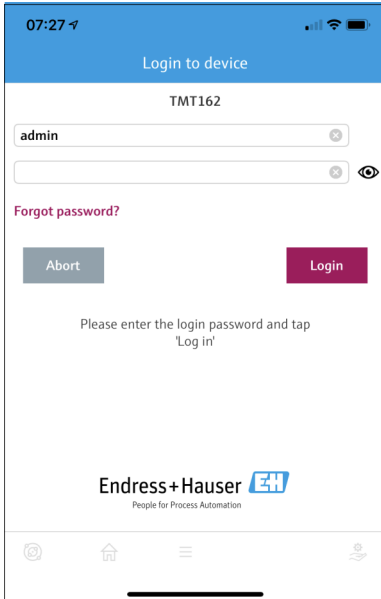 07:27
Login to device
TMT162
admin
Forgot password?
Abort
Login
Please enter the login password and tap
'Log in'
Endress+Hauser EH
People for Process Automation